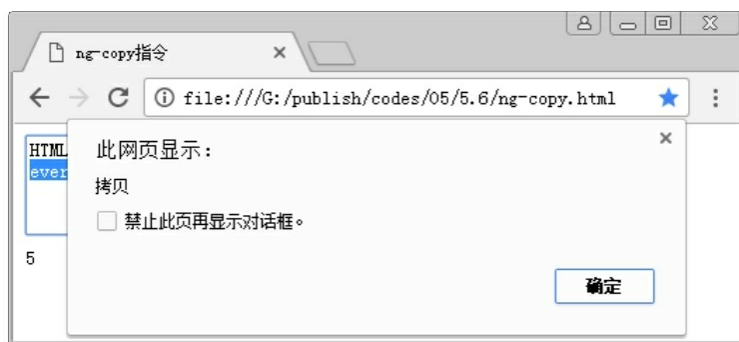 ng-copy指令
file:///G:/publish/codes/05/5.6/ng-copy.html
此网页显示：
HTML
拷贝
ever
禁止此页再显示对话框。
5
确定